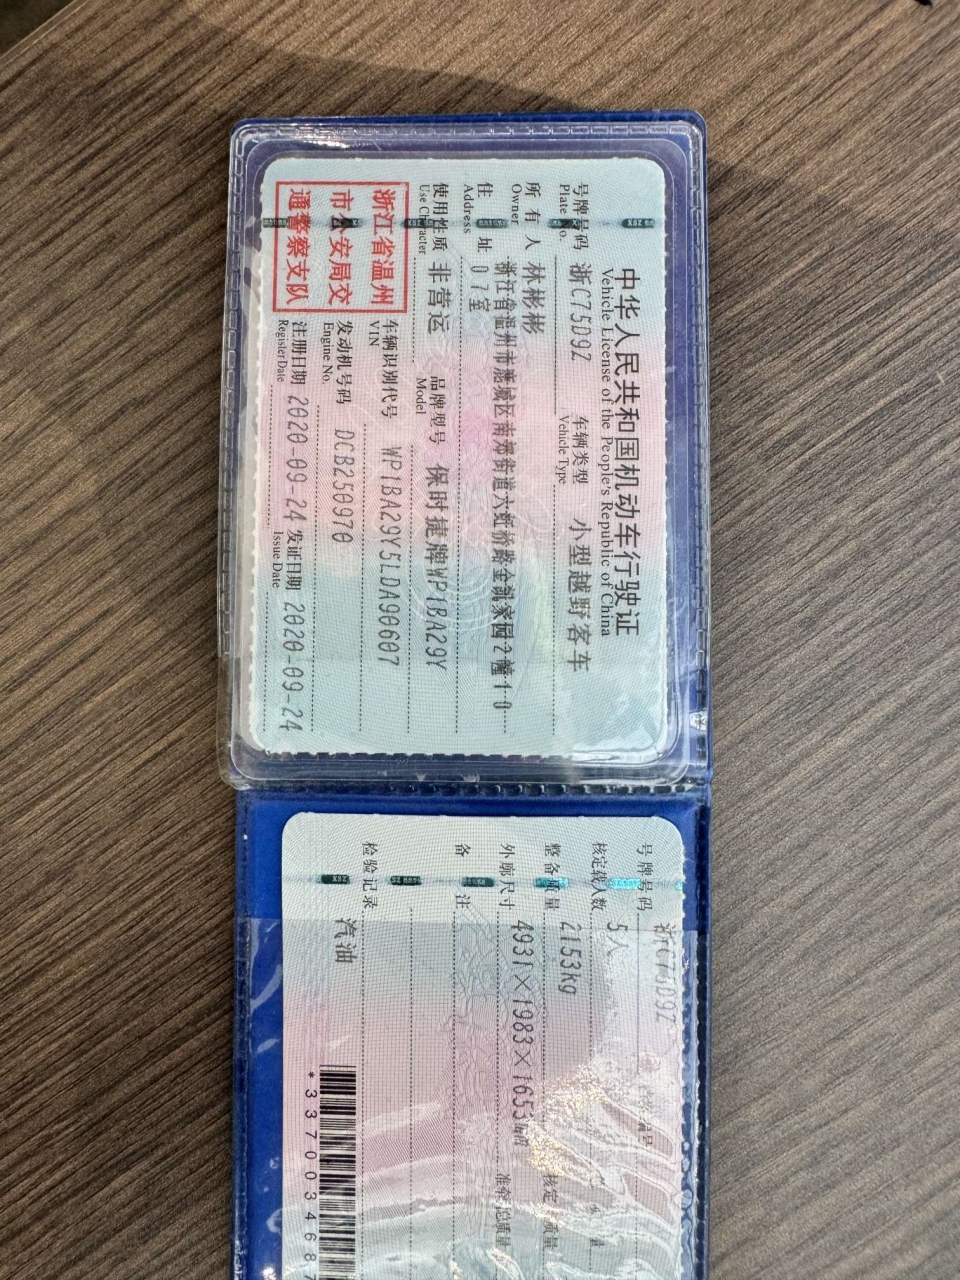 中华人民共和国机动车行驶证
Vehicle License of the People's Republic of China
号牌号码 浙C75D9Z 车辆类型 小型越野客车
Plate No. Vehicle Type
所有人 林彬彬
Owner
住址 浙江省温州市鹿城区南郊街道六虹桥路金凯家园2幢10
Address 07室
使用性质 非营运 品牌型号 保时捷牌WP1BA29Y
Use Character Model
浙江省温州
市公安局交
通警察支队
车辆识别代号 WP1BA29Y5LDA90607
VIN
发动机号码 DCB250970
Engine No.
注册日期 2020-09-24 发证日期 2020-09-24
Register Date Issue Date
号牌号码 浙C75D9Z
核定载人数 5人
整备质量 2153kg
外廓尺寸 4931×1983×1653mm 准牵总质量
备注
检验记录
汽油
*3370034687